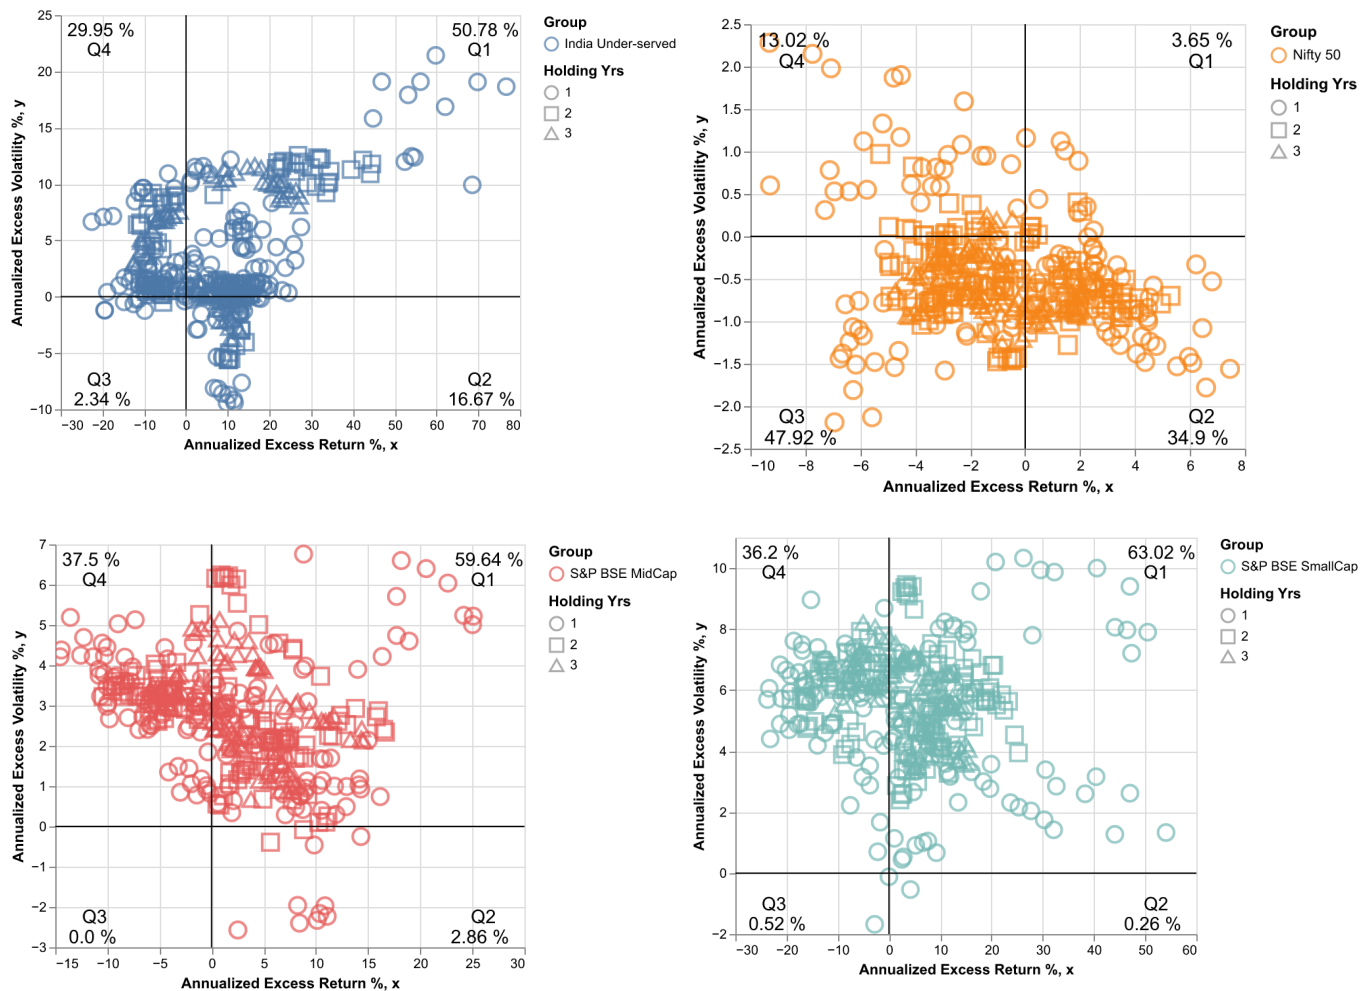 29.95 %
Q4
50.78 %
Q1
Q3
2.34 %
Q2
16.67 %
25
20
15
10
5
0
−5
−10
−30 −20 −10 0 10 20 30 40 50 60 70 80
Annualized Excess Return %, x
Annualized Excess Volatility %, y
Group
India Under-served
Holding Yrs
1
2
3
13.02 %
Q4
3.65 %
Q1
Q3
47.92 %
Q2
34.9 %
2.5
2.0
1.5
1.0
0.5
0.0
−0.5
−1.0
−1.5
−2.0
−2.5
−10 −8 −6 −4 −2 0 2 4 6 8
Annualized Excess Return %, x
Annualized Excess Volatility %, y
Group
Nifty 50
Holding Yrs
1
2
3
37.5 %
Q4
59.64 %
Q1
Q3
0.0 %
Q2
2.86 %
7
6
5
4
3
2
1
0
−1
−2
−3
−15 −10 −5 0 5 10 15 20 25 30
Annualized Excess Return %, x
Annualized Excess Volatility %, y
Group
S&P BSE MidCap
Holding Yrs
1
2
3
36.2 %
Q4
63.02 %
Q1
Q3
0.52 %
Q2
0.26 %
10
8
6
4
2
0
−2
−30 −20 −10 0 10 20 30 40 50 60
Annualized Excess Return %, x
Annualized Excess Volatility %, y
Group
S&P BSE SmallCap
Holding Yrs
1
2
3